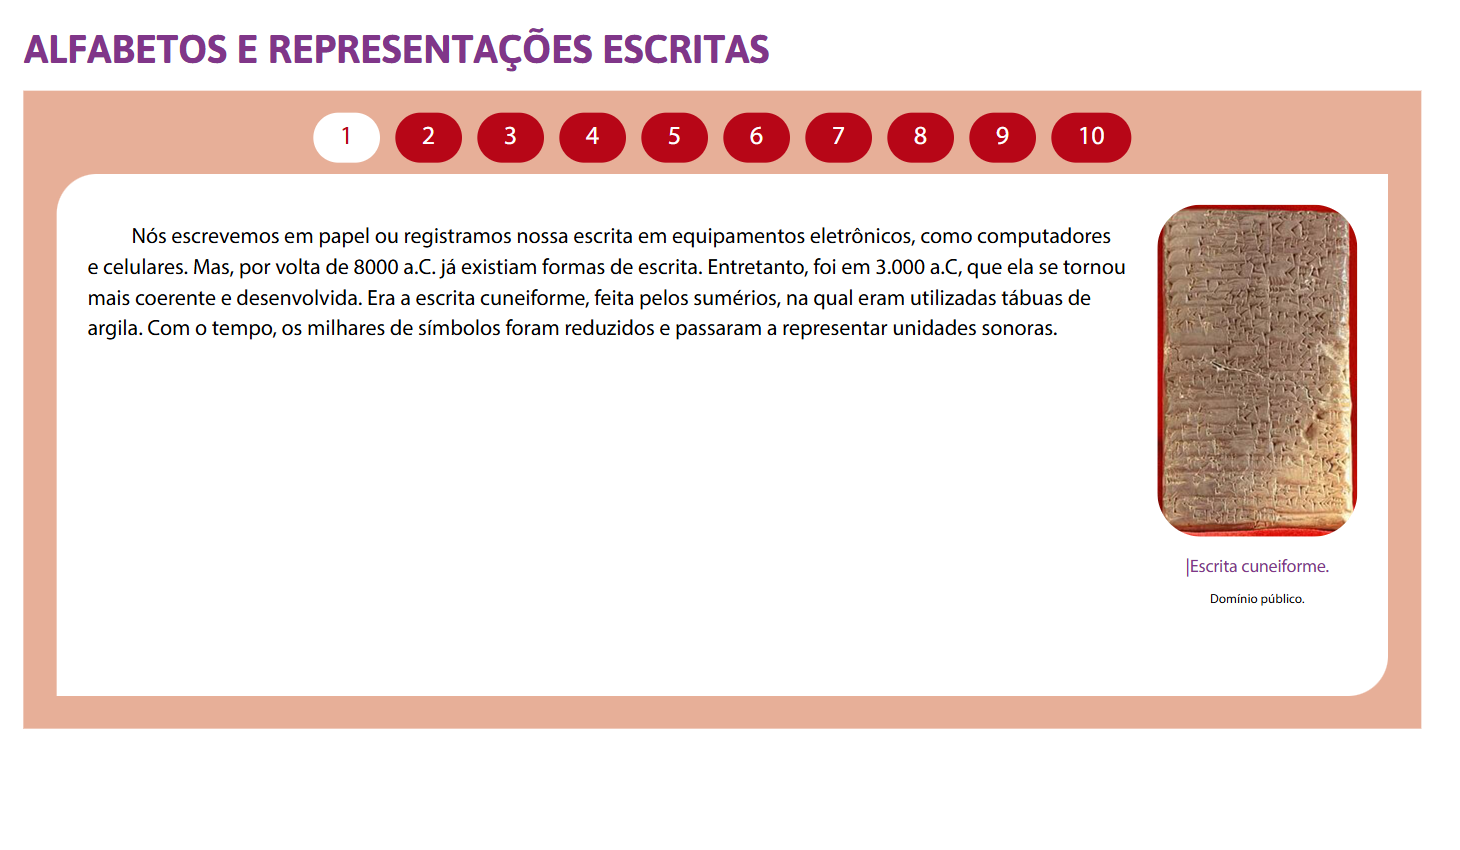 ALFABETOS E REPRESENTAÇÕES ESCRITAS
1 2 3 4 5 6 7 8 9 10
Nós escrevemos em papel ou registramos nossa escrita em equipamentos eletrônicos, como computadores
e celulares. Mas, por volta de 8000 a.C. já existiam formas de escrita. Entretanto, foi em 3.000 a.C, que ela se tornou
mais coerente e desenvolvida. Era a escrita cuneiforme, feita pelos sumérios, na qual eram utilizadas tábuas de
argila. Com o tempo, os milhares de símbolos foram reduzidos e passaram a representar unidades sonoras.
|Escrita cuneiforme.
Domínio público.